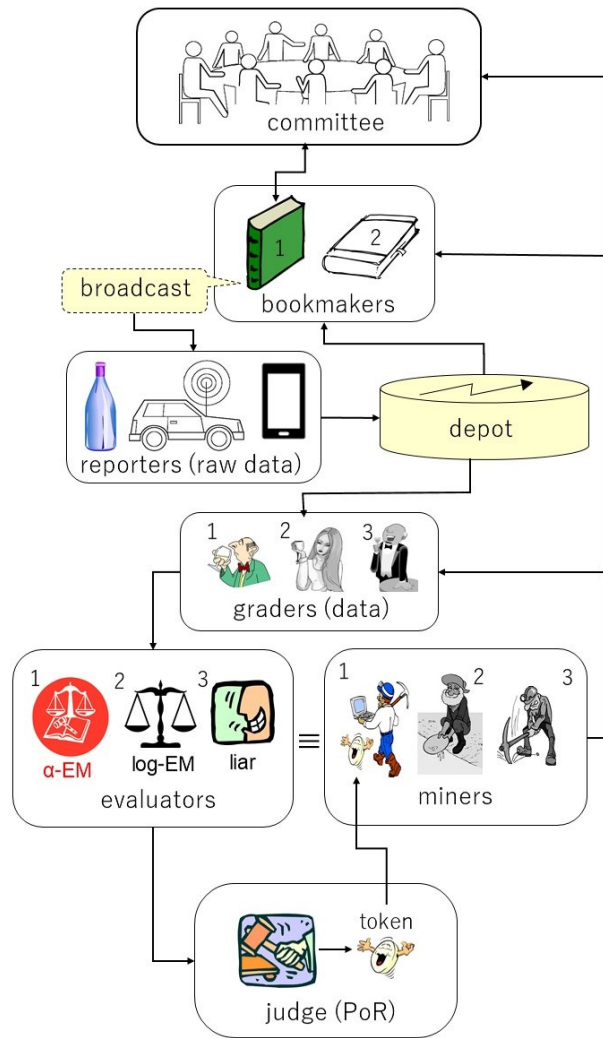 committee
1
2
bookmakers
broadcast
reporters (raw data)
depot
1
2
3
graders (data)
1
2
3
α-EM
log-EM
liar
evaluators
≡
1
2
3
miners
token
judge (PoR)